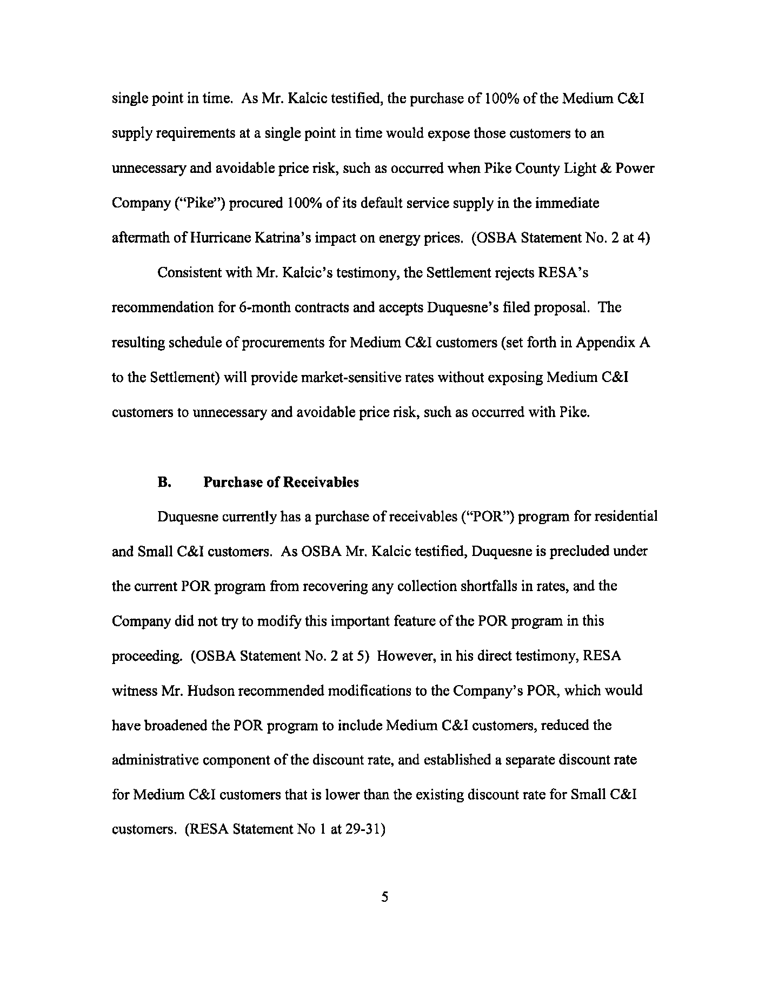 single point in time.  As Mr. Kalcic testified, the purchase of 100% of the Medium C&I
supply requirements at a single point in time would expose those customers to an
unnecessary and avoidable price risk, such as occurred when Pike County Light & Power
Company (“Pike”) procured 100% of its default service supply in the immediate
aftermath of Hurricane Katrina’s impact on energy prices.  (OSBA Statement No. 2 at 4)
Consistent with Mr. Kalcic’s testimony, the Settlement rejects RESA’s
recommendation for 6-month contracts and accepts Duquesne’s filed proposal.  The
resulting schedule of procurements for Medium C&I customers (set forth in Appendix A
to the Settlement) will provide market-sensitive rates without exposing Medium C&I
customers to unnecessary and avoidable price risk, such as occurred with Pike.
B. Purchase of Receivables
Duquesne currently has a purchase of receivables (“POR”) program for residential
and Small C&I customers.  As OSBA Mr. Kalcic testified, Duquesne is precluded under
the current POR program from recovering any collection shortfalls in rates, and the
Company did not try to modify this important feature of the POR program in this
proceeding.  (OSBA Statement No. 2 at 5)  However, in his direct testimony, RESA
witness Mr. Hudson recommended modifications to the Company’s POR, which would
have broadened the POR program to include Medium C&I customers, reduced the
administrative component of the discount rate, and established a separate discount rate
for Medium C&I customers that is lower than the existing discount rate for Small C&I
customers.  (RESA Statement No 1 at 29-31)
5